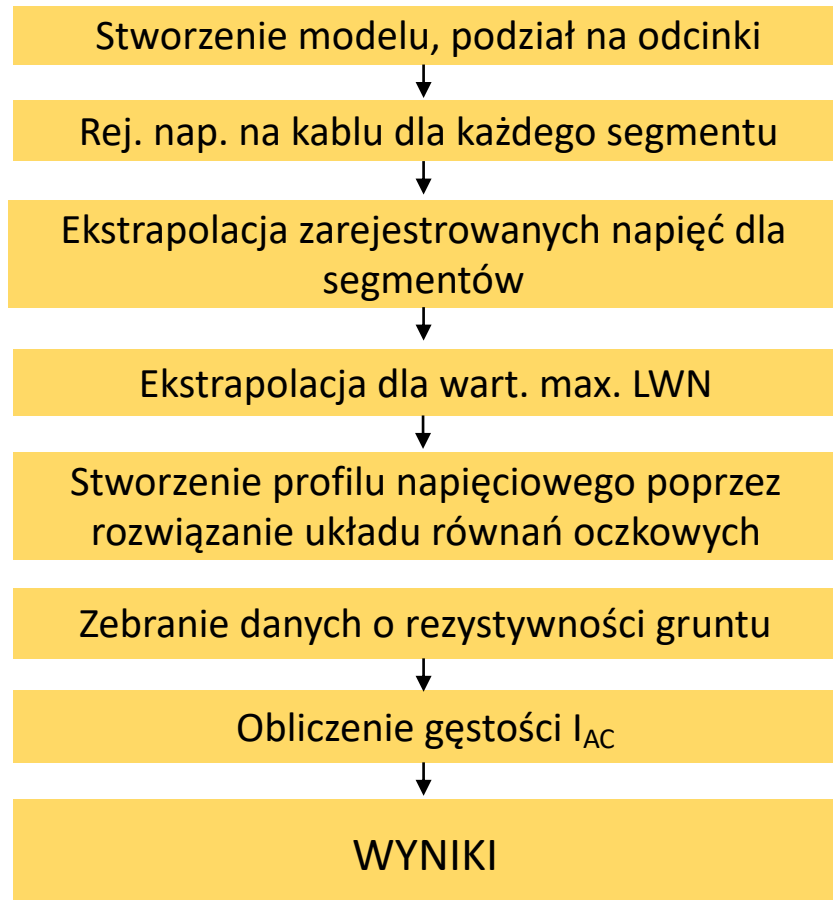 Stworzenie modelu, podział na odcinki
Rej. nap. na kablu dla każdego segmentu
Ekstrapolacja zarejestrowanych napięć dla
segmentów
Ekstrapolacja dla wart. max. LWN
Stworzenie profilu napięciowego poprzez
rozwiązanie układu równań oczkowych
Zebranie danych o rezystywności gruntu
Obliczenie gęstości I_AC
WYNIKI